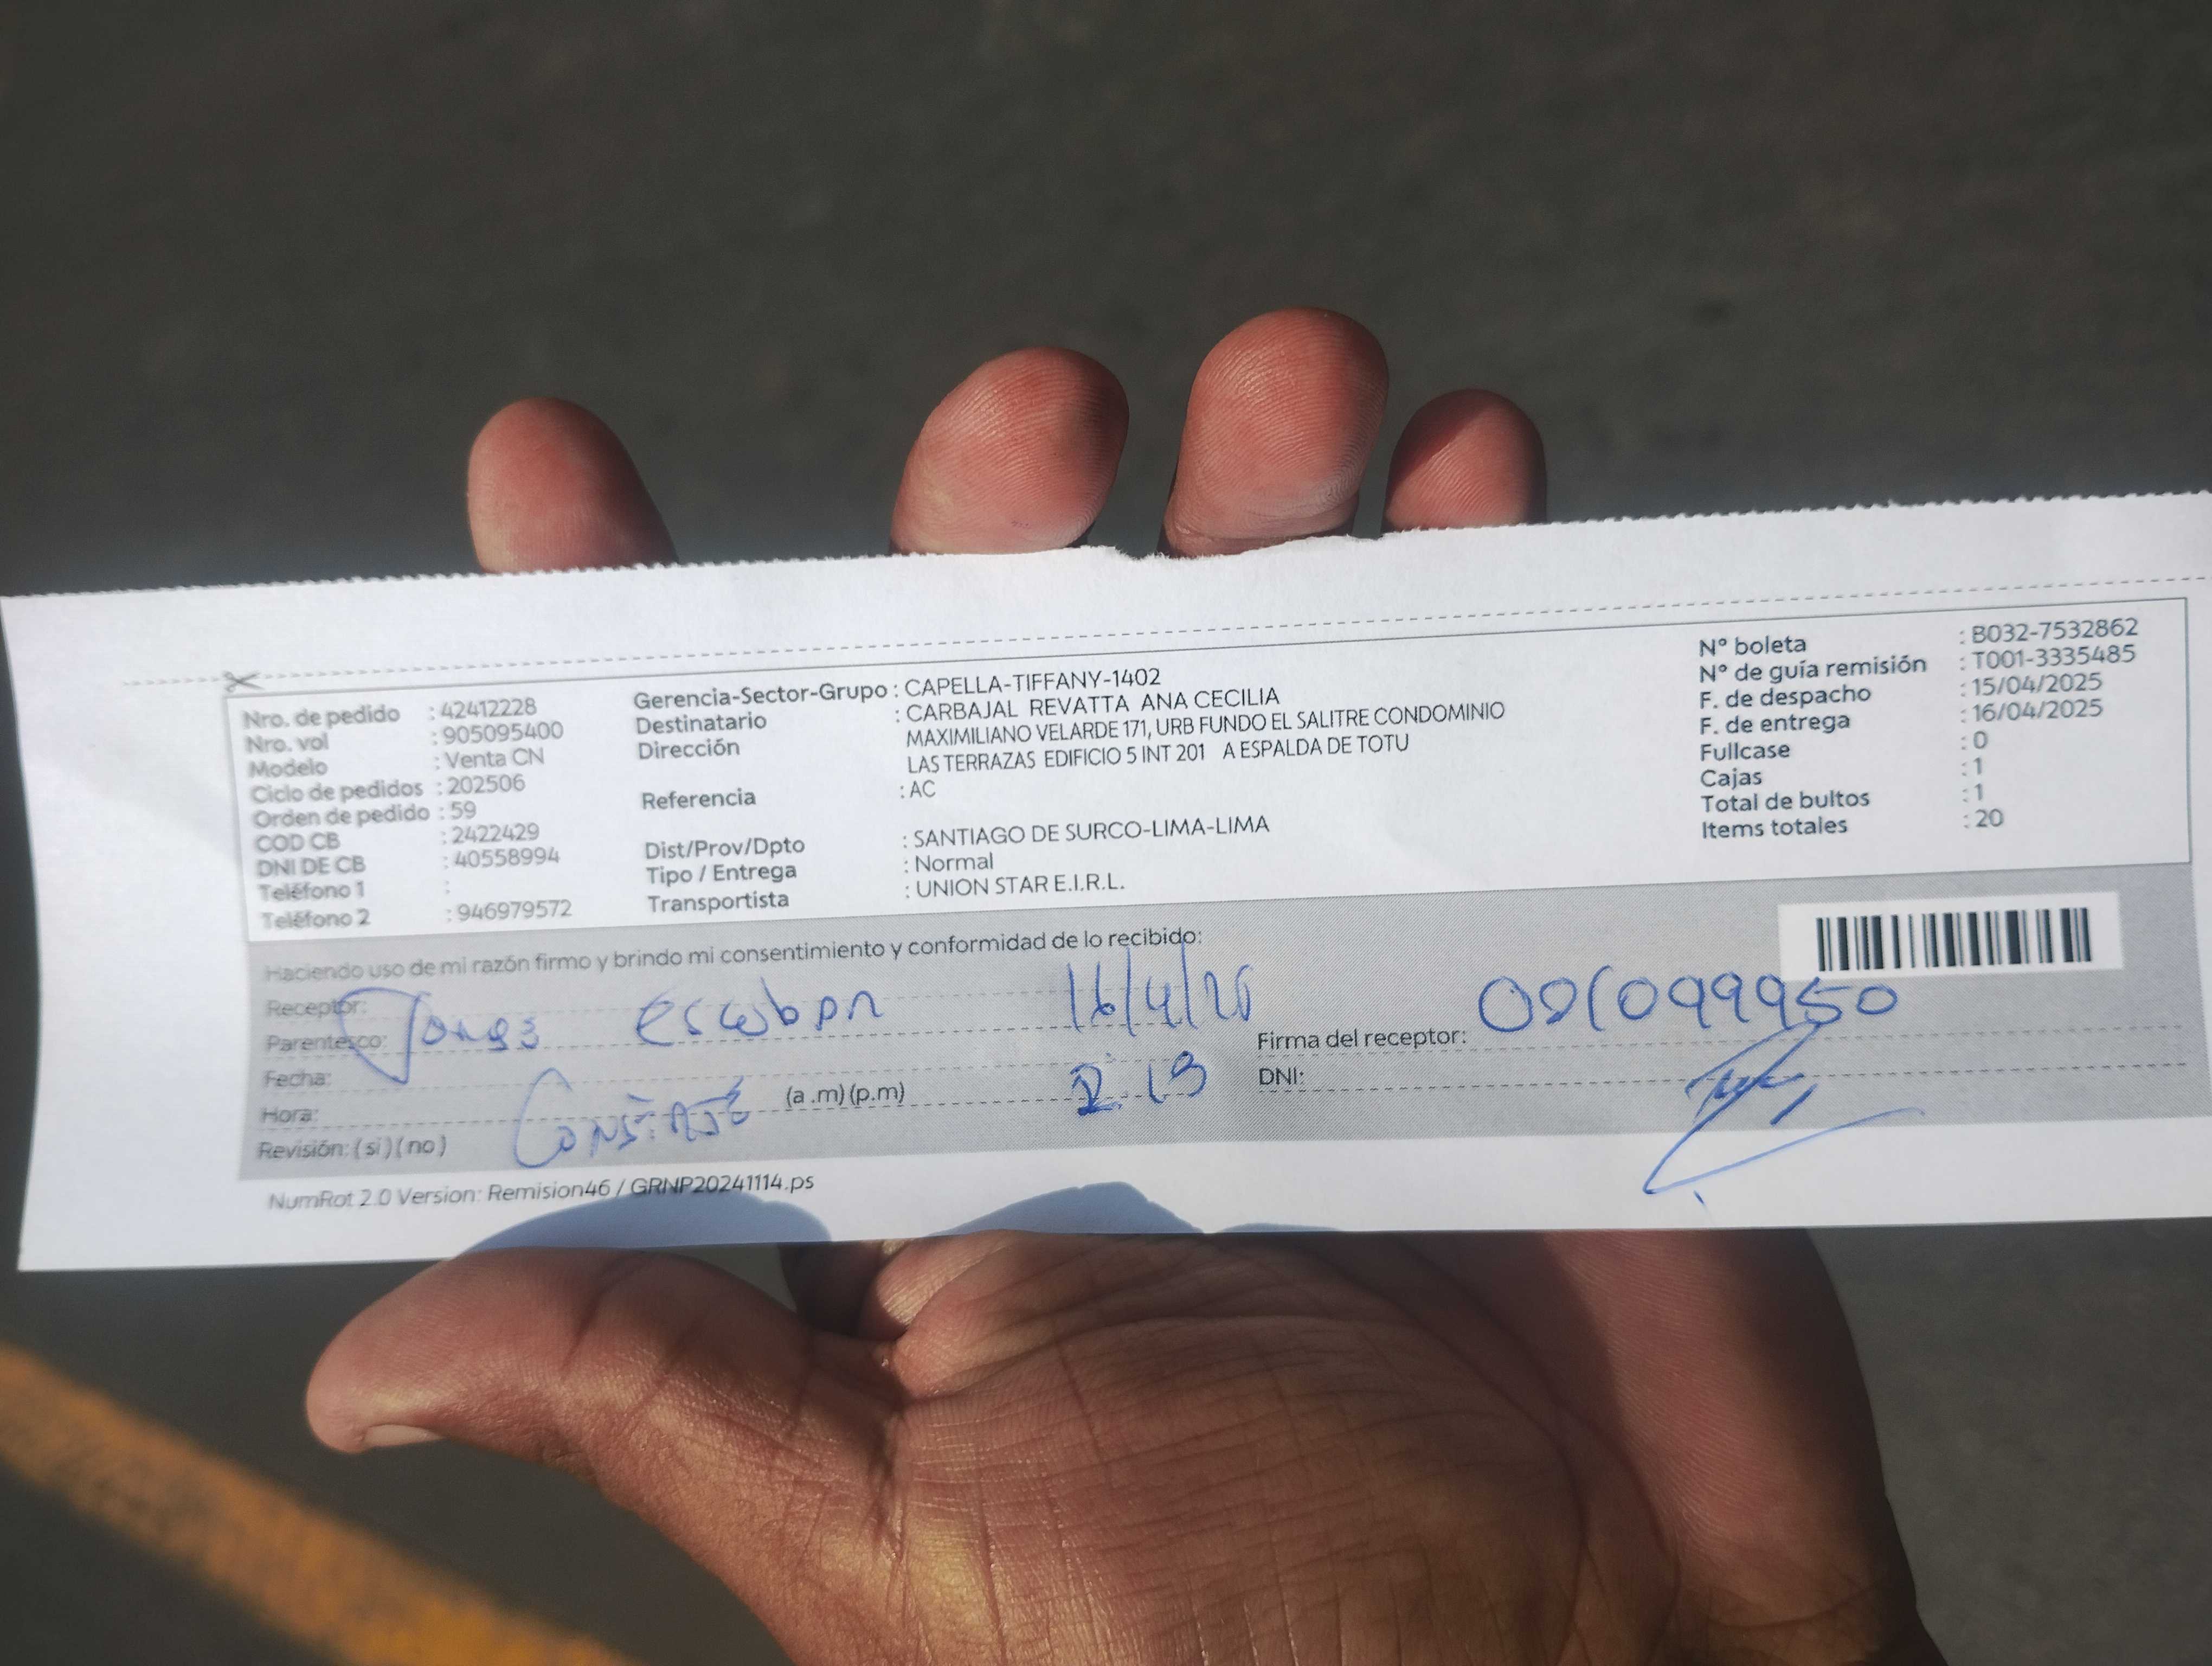 Nro. de pedido : 42412228
Nro. vol : 905095400
Modelo : Venta CN
Ciclo de pedidos : 202506
Orden de pedido : 59
COD CB : 2422429
DNI DE CB : 40558994
Teléfono 1 :
Teléfono 2 : 946979572
Gerencia-Sector-Grupo : CAPELLA-TIFFANY-1402
Destinatario : CARBAJAL REVATTA ANA CECILIA
Dirección MAXIMILIANO VELARDE 171, URB FUNDO EL SALITRE CONDOMINIO
LAS TERRAZAS EDIFICIO 5 INT 201 A ESPALDA DE TOTU
Referencia : AC
Dist/Prov/Dpto : SANTIAGO DE SURCO-LIMA-LIMA
Tipo / Entrega : Normal
Transportista : UNION STAR E.I.R.L.
N° boleta : B032-7532862
N° de guía remisión : T001-3335485
F. de despacho : 15/04/2025
F. de entrega : 16/04/2025
Fullcase : 0
Cajas : 1
Total de bultos : 1
Items totales : 20
Haciendo uso de mi razón firmo y brindo mi consentimiento y conformidad de lo recibido:
Receptor:
Parentesco: escobar 16/4/25
Fecha:
Hora: (a.m) (p.m)
Revisión: (si) (no)
Firma del receptor:
DNI:
NumRot 2.0 Version: Remision46 / GRNP20241114.ps